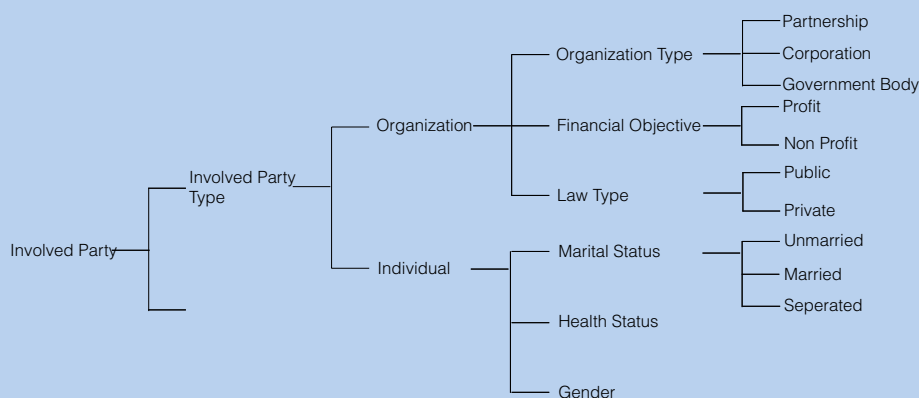 Partnership
Organization Type
Corporation
Government Body
Profit
Organization
Financial Objective
Non Profit
Involved Party
Type
Public
Law Type
Private
Involved Party
Unmarried
Individual
Marital Status
Married
Seperated
Health Status
Gender